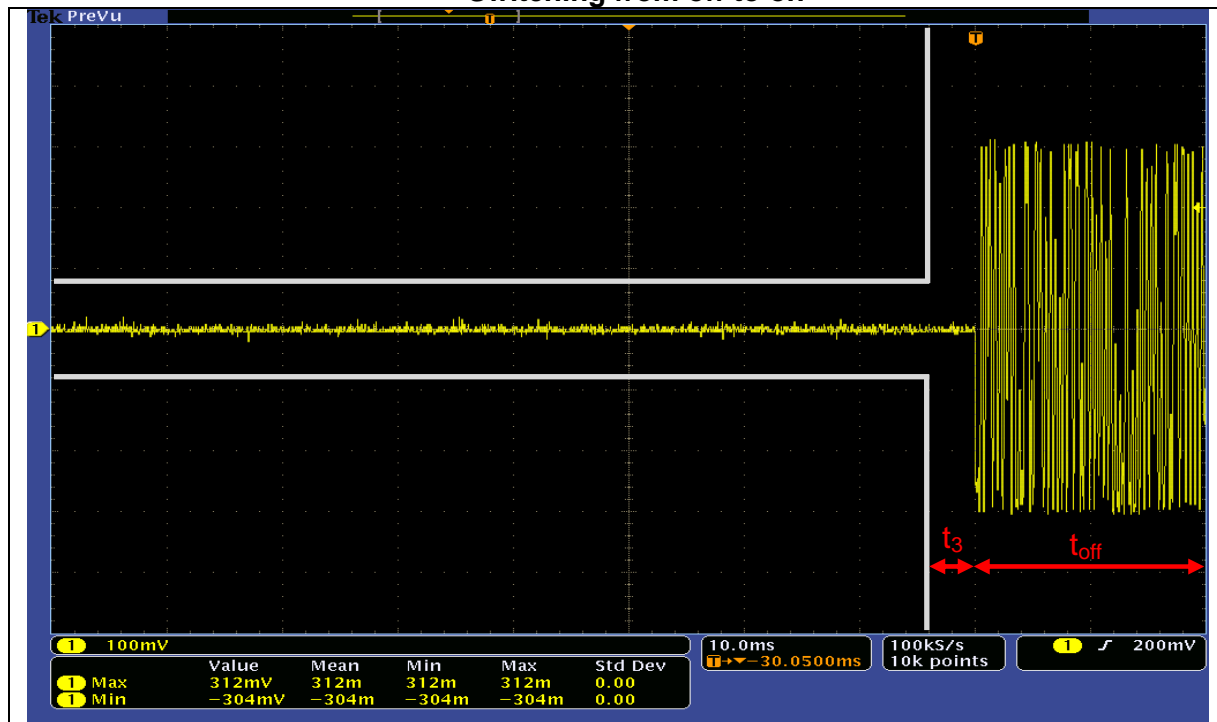 Tek PreVu
T
T
1
t3
toff
1 100mV
Value Mean Min Max Std Dev
1 Max 312mV 312m 312m 312m 0.00
1 Min −304mV −304m −304m −304m 0.00
10.0ms
T→▼−30.0500ms
100kS/s
10k points
1 ƒ 200mV